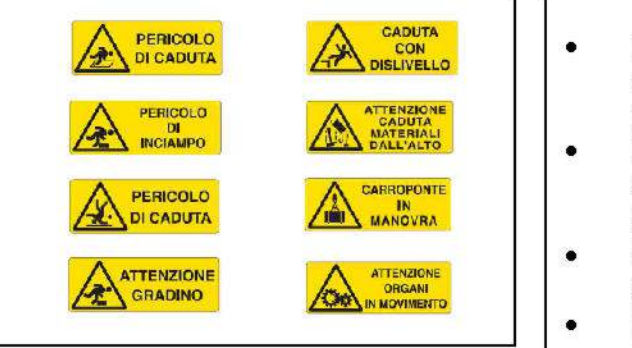 PERICOLO
DI CADUTA
PERICOLO
DI
INCIAMPO
PERICOLO
DI CADUTA
ATTENZIONE
GRADINO
CADUTA
CON
DISLIVELLO
ATTENZIONE
CADUTA
MATERIALI
DALL'ALTO
CARROPONTE
IN
MANOVRA
ATTENZIONE
ORGANI
IN MOVIMENTO